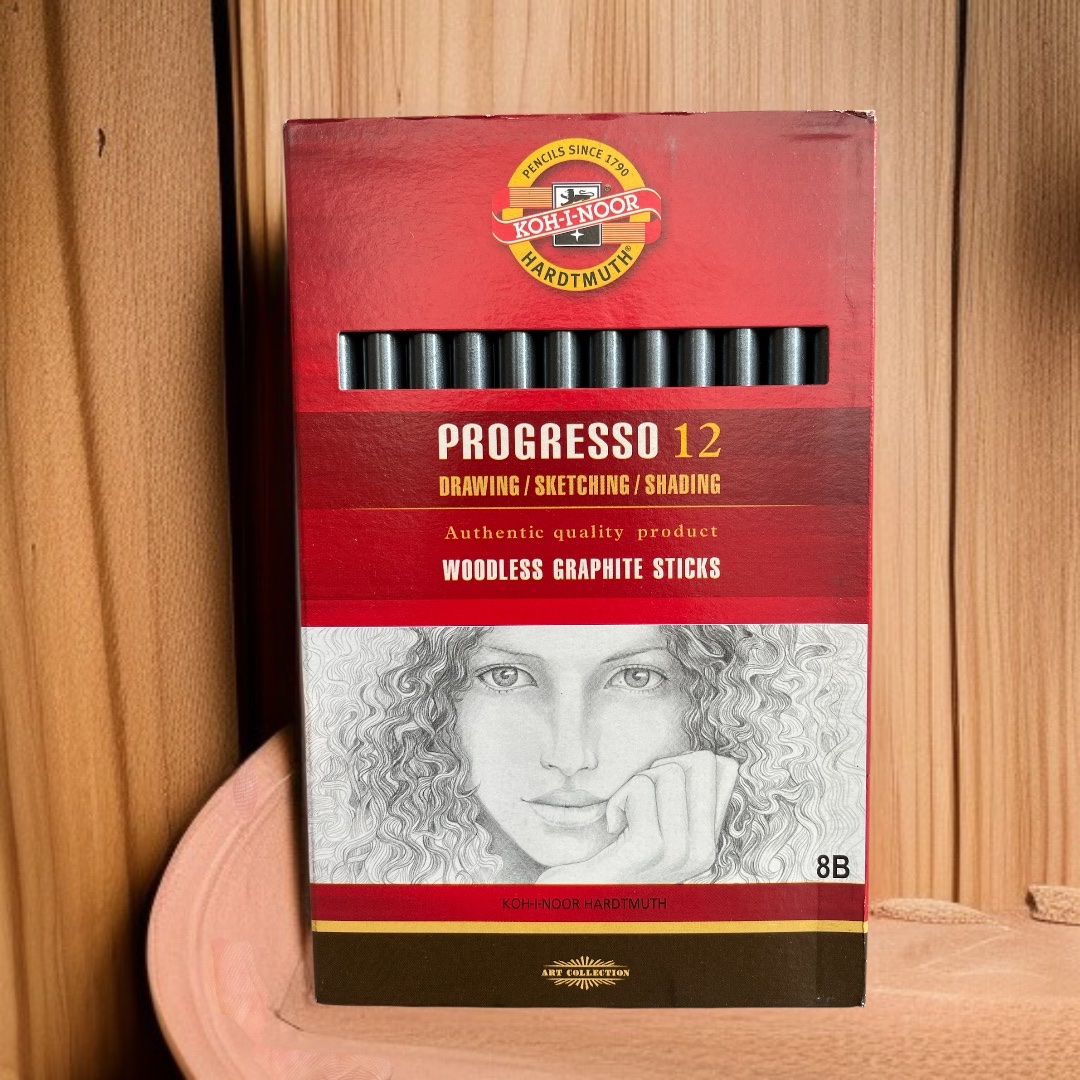 PENCILS SINCE 1790
KOH-I-NOOR
HARDTMUTH®
PROGRESSO 12
DRAWING / SKETCHING / SHADING
Authentic quality product
WOODLESS GRAPHITE STICKS
8B
KOH-I-NOOR HARDTMUTH
ART COLLECTION